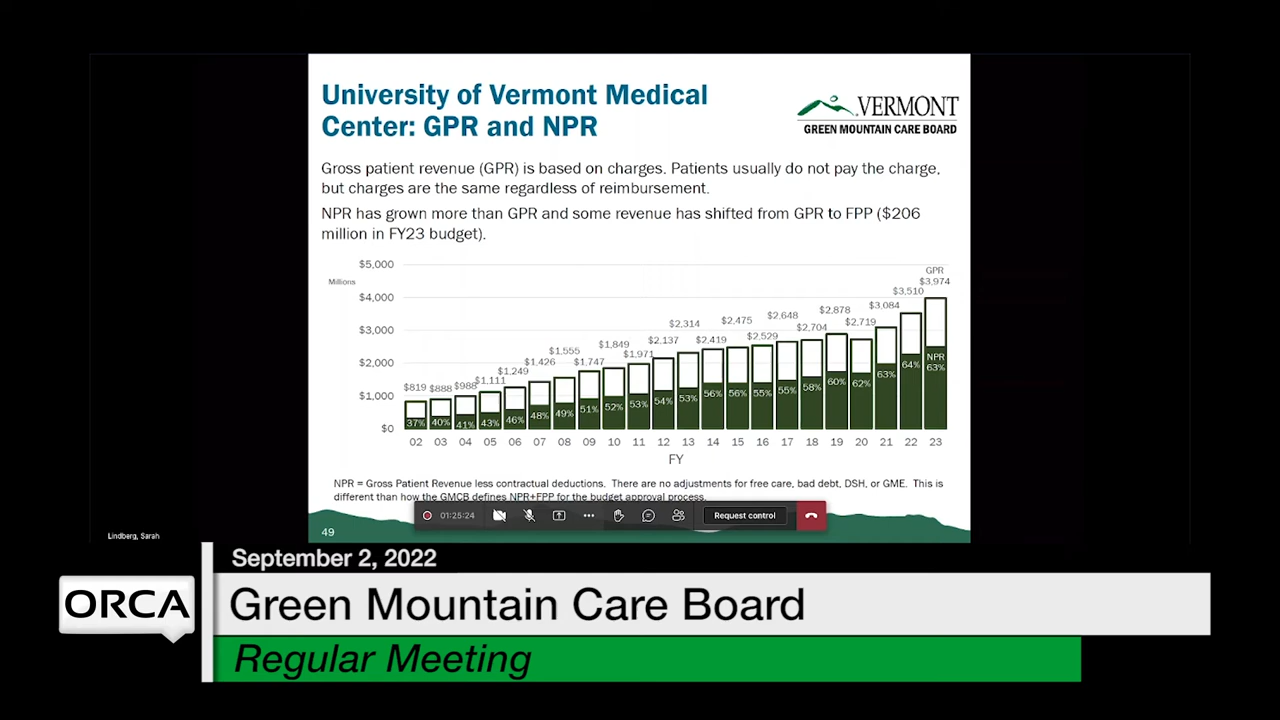 University of Vermont Medical
Center: GPR and NPR
VERMONT
GREEN MOUNTAIN CARE BOARD
Gross patient revenue (GPR) is based on charges. Patients usually do not pay the charge,
but charges are the same regardless of reimbursement.
NPR has grown more than GPR and some revenue has shifted from GPR to FPP ($206
million in FY23 budget).
Millions
$5,000
$4,000
$3,000
$2,000
$1,000
$0
$819 $888 $988 $1,111 $1,249 $1,426 $1,555 $1,747 $1,849 $1,971 $2,137 $2,314 $2,419 $2,475 $2,529 $2,648 $2,704 $2,878 $2,719 $3,084 $3,510 GPR $3,974
37% 40% 41% 43% 46% 48% 49% 51% 52% 53% 54% 53% 56% 56% 55% 55% 58% 60% 62% 63% 64% NPR 63%
02 03 04 05 06 07 08 09 10 11 12 13 14 15 16 17 18 19 20 21 22 23
FY
NPR = Gross Patient Revenue less contractual deductions. There are no adjustments for free care, bad debt, DSH, or GME. This is
different than how the GMCB defines NPR+FPP for the budget approval process.
01:25:24
Request control
49
Lindberg, Sarah
September 2, 2022
ORCA
Green Mountain Care Board
Regular Meeting